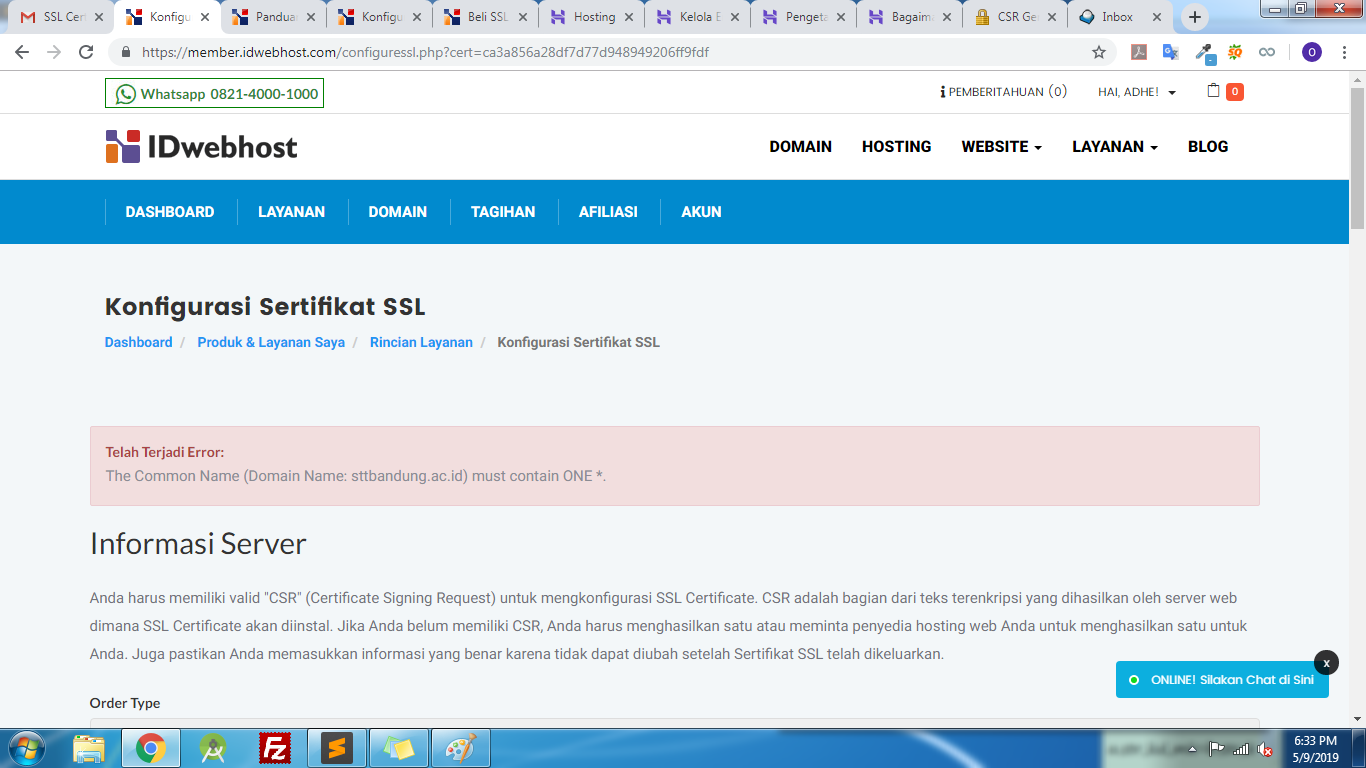 SSL Cer
Konfigu
Panduar
Konfigu
Beli SSL
Hosting
Kelola E
Pengeta
Bagaim
CSR Ge
Inbox
https://member.idwebhost.com/configuressl.php?cert=ca3a856a28df7d77d948949206ff9fdf
O
Whatsapp 0821-4000-1000
PEMBERITAHUAN (0)
HAI, ADHE!
0
IDwebhost
DOMAIN
HOSTING
WEBSITE
LAYANAN
BLOG
DASHBOARD
LAYANAN
DOMAIN
TAGIHAN
AFILIASI
AKUN
Konfigurasi Sertifikat SSL
Dashboard / Produk & Layanan Saya / Rincian Layanan / Konfigurasi Sertifikat SSL
Telah Terjadi Error:
The Common Name (Domain Name: sttbandung.ac.id) must contain ONE *.
Informasi Server
Anda harus memiliki valid "CSR" (Certificate Signing Request) untuk mengkonfigurasi SSL Certificate. CSR adalah bagian dari teks terenkripsi yang dihasilkan oleh server web
dimana SSL Certificate akan diinstal. Jika Anda belum memiliki CSR, Anda harus menghasilkan satu atau meminta penyedia hosting web Anda untuk menghasilkan satu untuk
Anda. Juga pastikan Anda memasukkan informasi yang benar karena tidak dapat diubah setelah Sertifikat SSL telah dikeluarkan.
x
ONLINE! Silakan Chat di Sini
Order Type
6:33 PM
5/9/2019